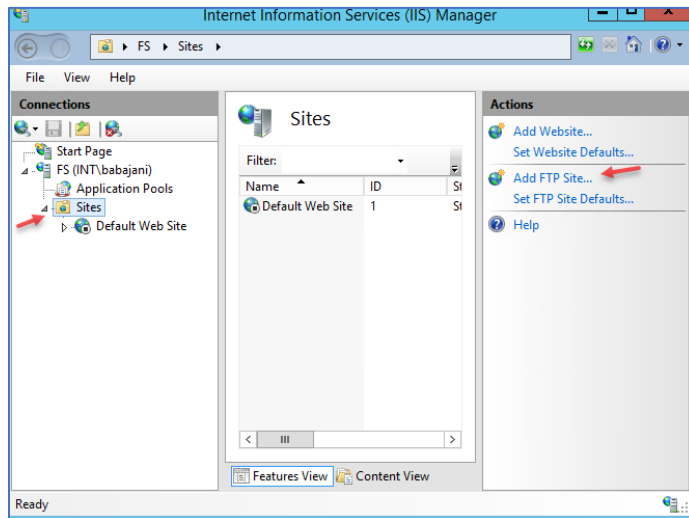 Internet Information Services (IIS) Manager
FS Sites
File View Help
Connections
Start Page
FS (INT\babajani)
Application Pools
Sites
Default Web Site
Sites
Filter:
Name ID St
Default Web Site 1 St
Features View Content View
Actions
Add Website...
Set Website Defaults...
Add FTP Site...
Set FTP Site Defaults...
Help
Ready